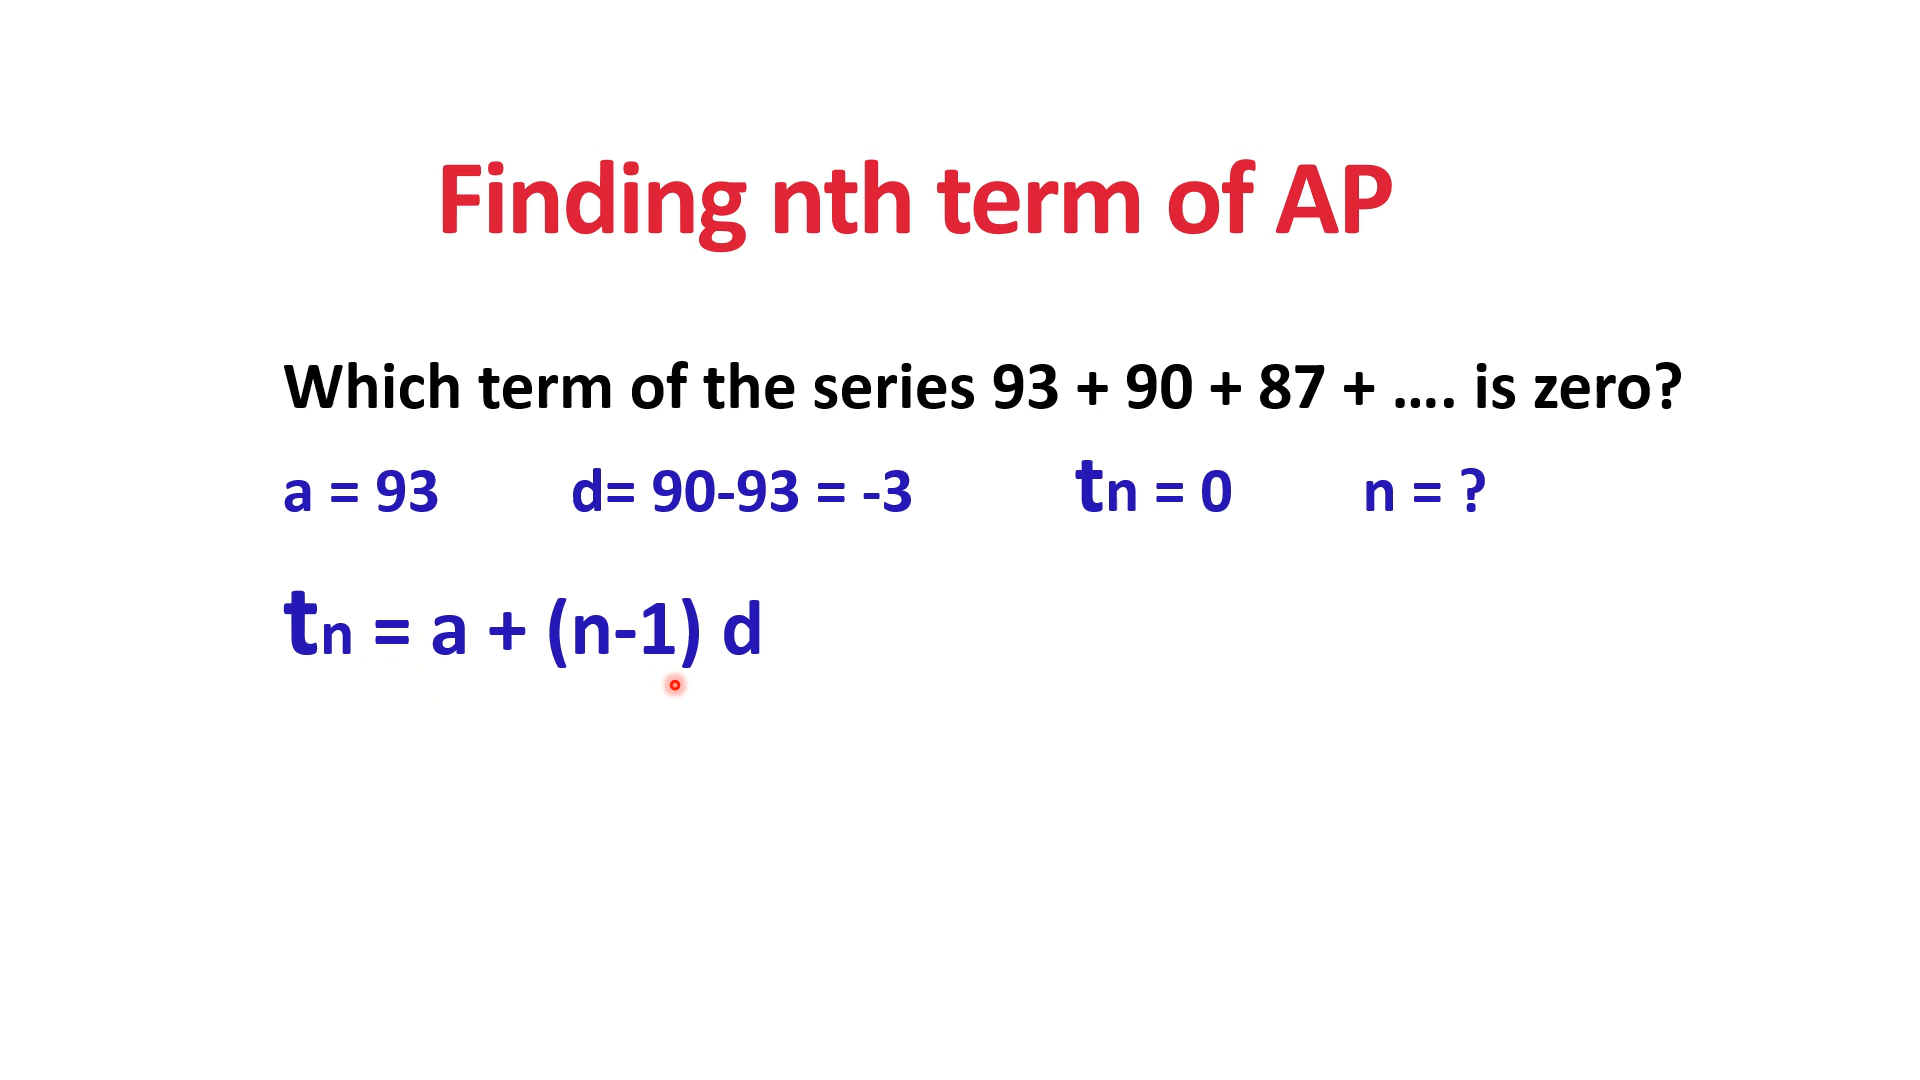 Finding nth term of AP
Which term of the series 93 + 90 + 87 + .... is zero?
a = 93 d= 90-93 = -3 tn = 0 n = ?
tn = a + (n-1) d